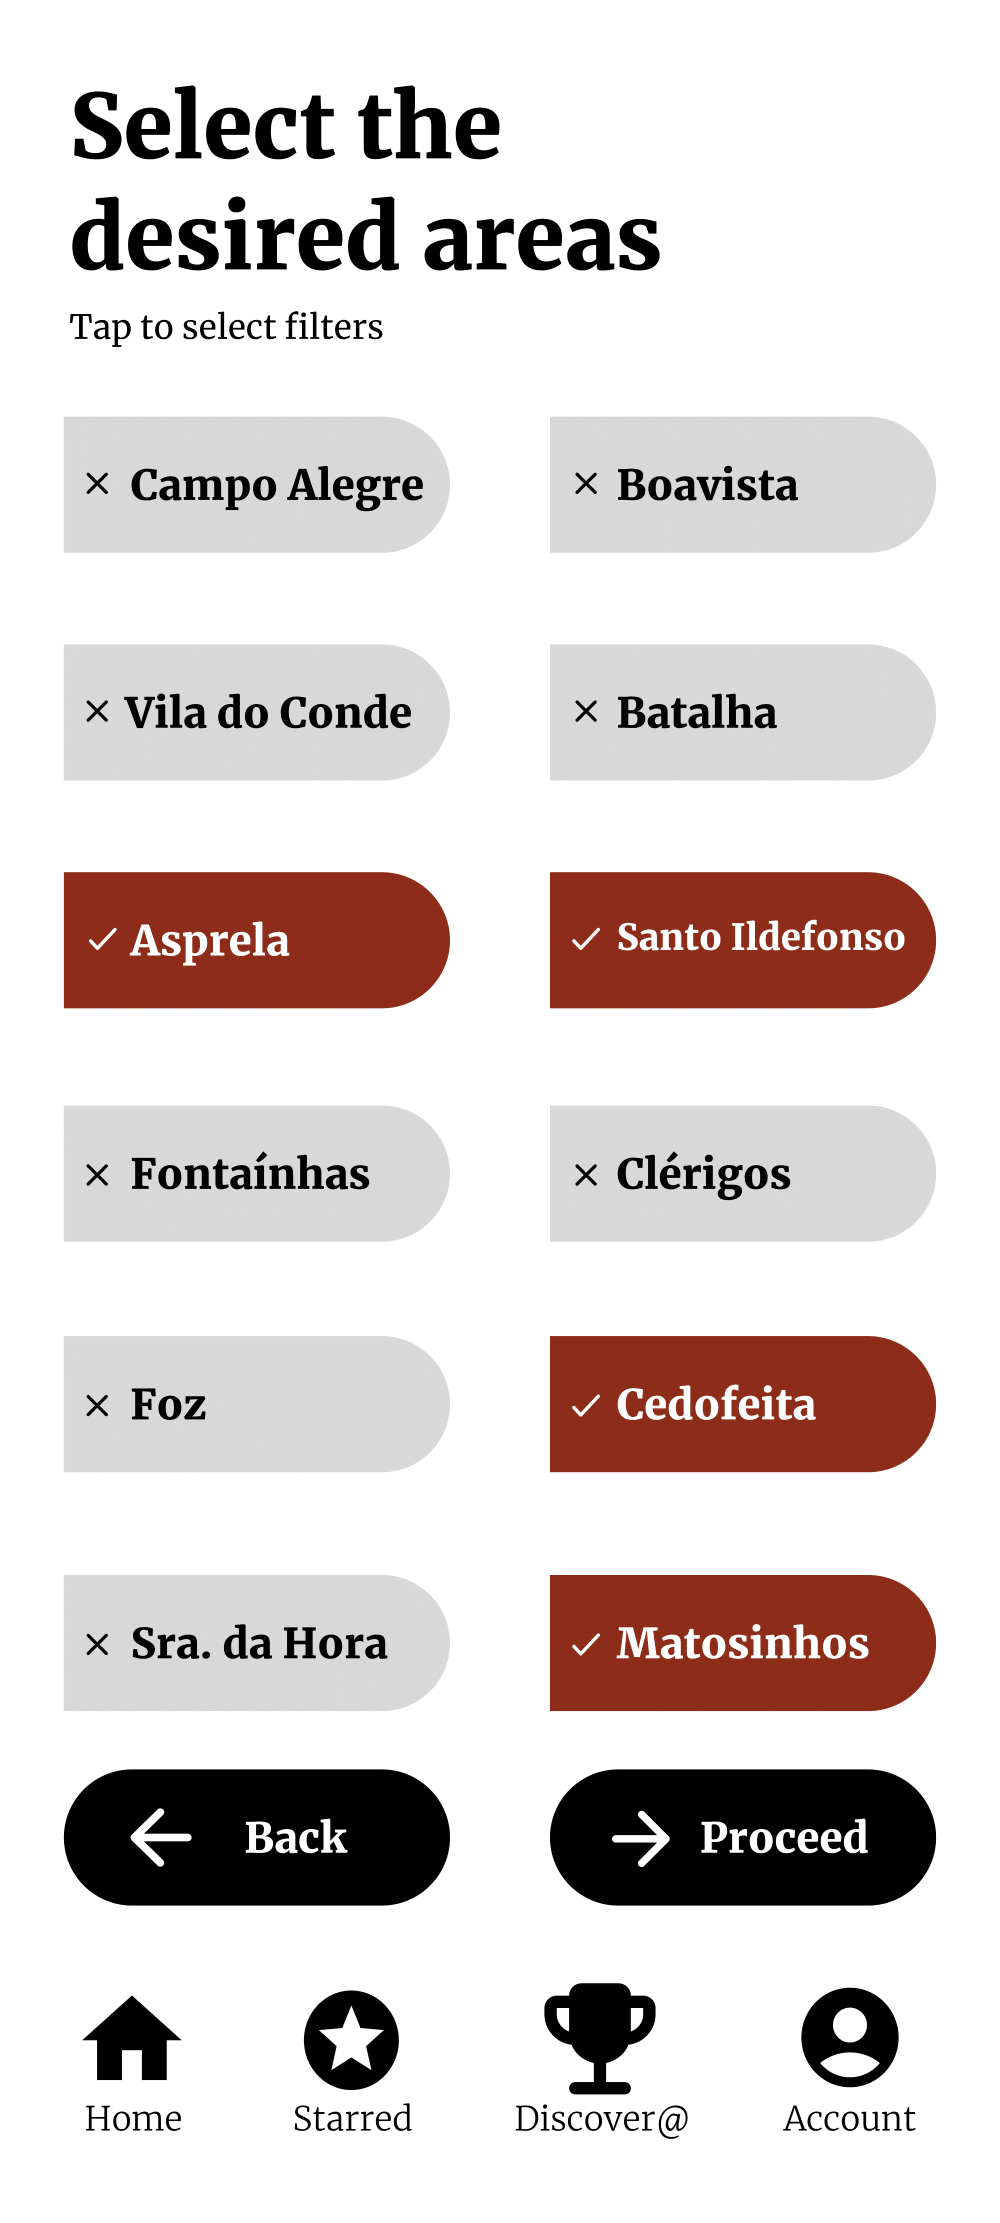 Select the
desired areas
Tap to select filters
Campo Alegre
Boavista
Vila do Conde
Batalha
Asprela
Santo Ildefonso
Fontaínhas
Clérigos
Foz
Cedofeita
Sra. da Hora
Matosinhos
Back
Proceed
Home
Starred
Discover@
Account